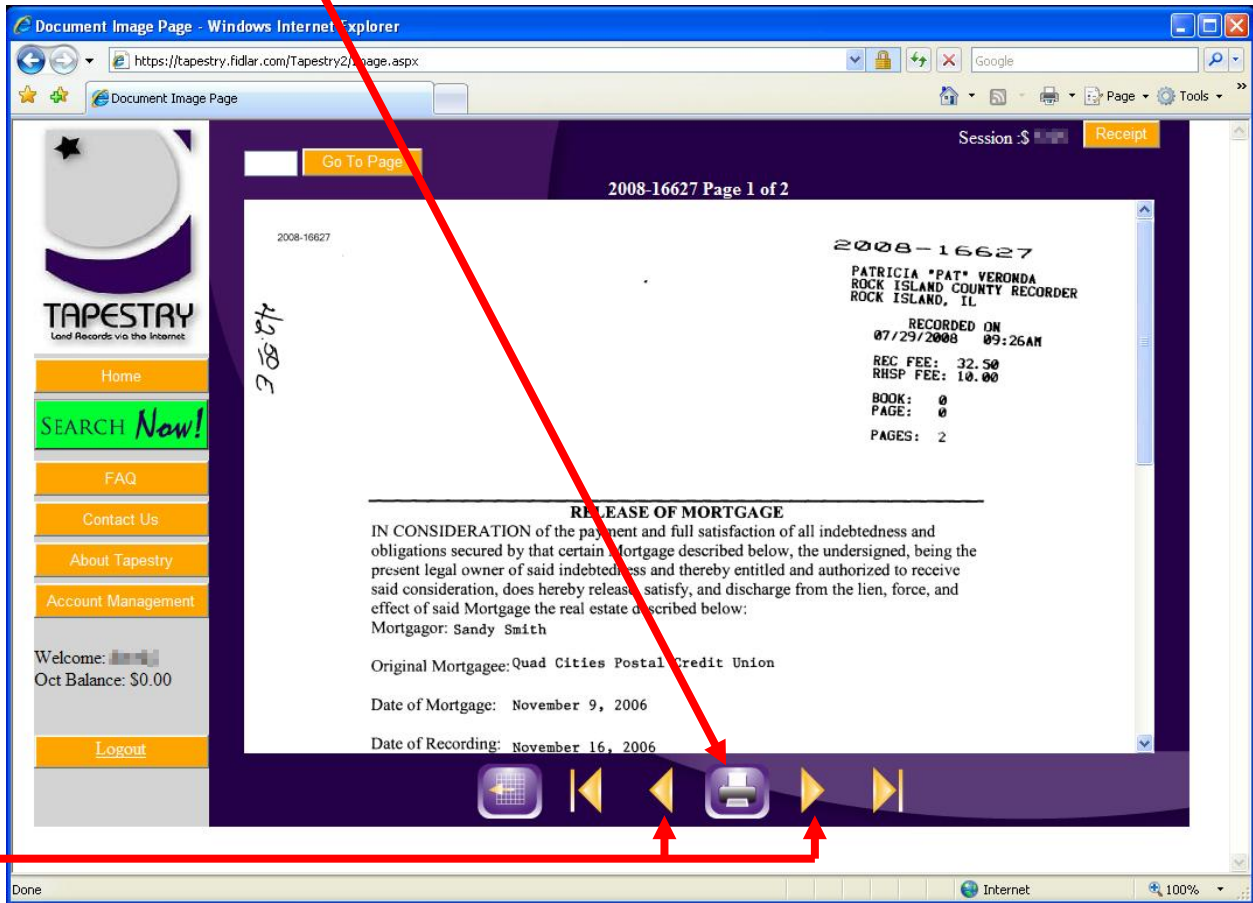 Document Image Page - Windows Internet Explorer
https://tapestry.fidlar.com/Tapestry2/Image.aspx
Google
Document Image Page
Page
Tools
Session :$
Receipt
Go To Page
2008-16627 Page 1 of 2
TAPESTRY
Land Records via the Internet
Home
SEARCH Now!
FAQ
Contact Us
About Tapestry
Account Management
Welcome:
Oct Balance: $0.00
Logout
2008-16627
42.50 E
2008-16627
PATRICIA "PAT" VERONDA
ROCK ISLAND COUNTY RECORDER
ROCK ISLAND, IL
RECORDED ON
07/29/2008 09:26AM
REC FEE: 32.50
RHSP FEE: 10.00
BOOK: 0
PAGE: 0
PAGES: 2
RELEASE OF MORTGAGE
IN CONSIDERATION of the payment and full satisfaction of all indebtedness and
obligations secured by that certain Mortgage described below, the undersigned, being the
present legal owner of said indebtedness and thereby entitled and authorized to receive
said consideration, does hereby release, satisfy, and discharge from the lien, force, and
effect of said Mortgage the real estate described below:
Mortgagor: Sandy Smith
Original Mortgagee: Quad Cities Postal Credit Union
Date of Mortgage: November 9, 2006
Date of Recording: November 16, 2006
Done
Internet
100%